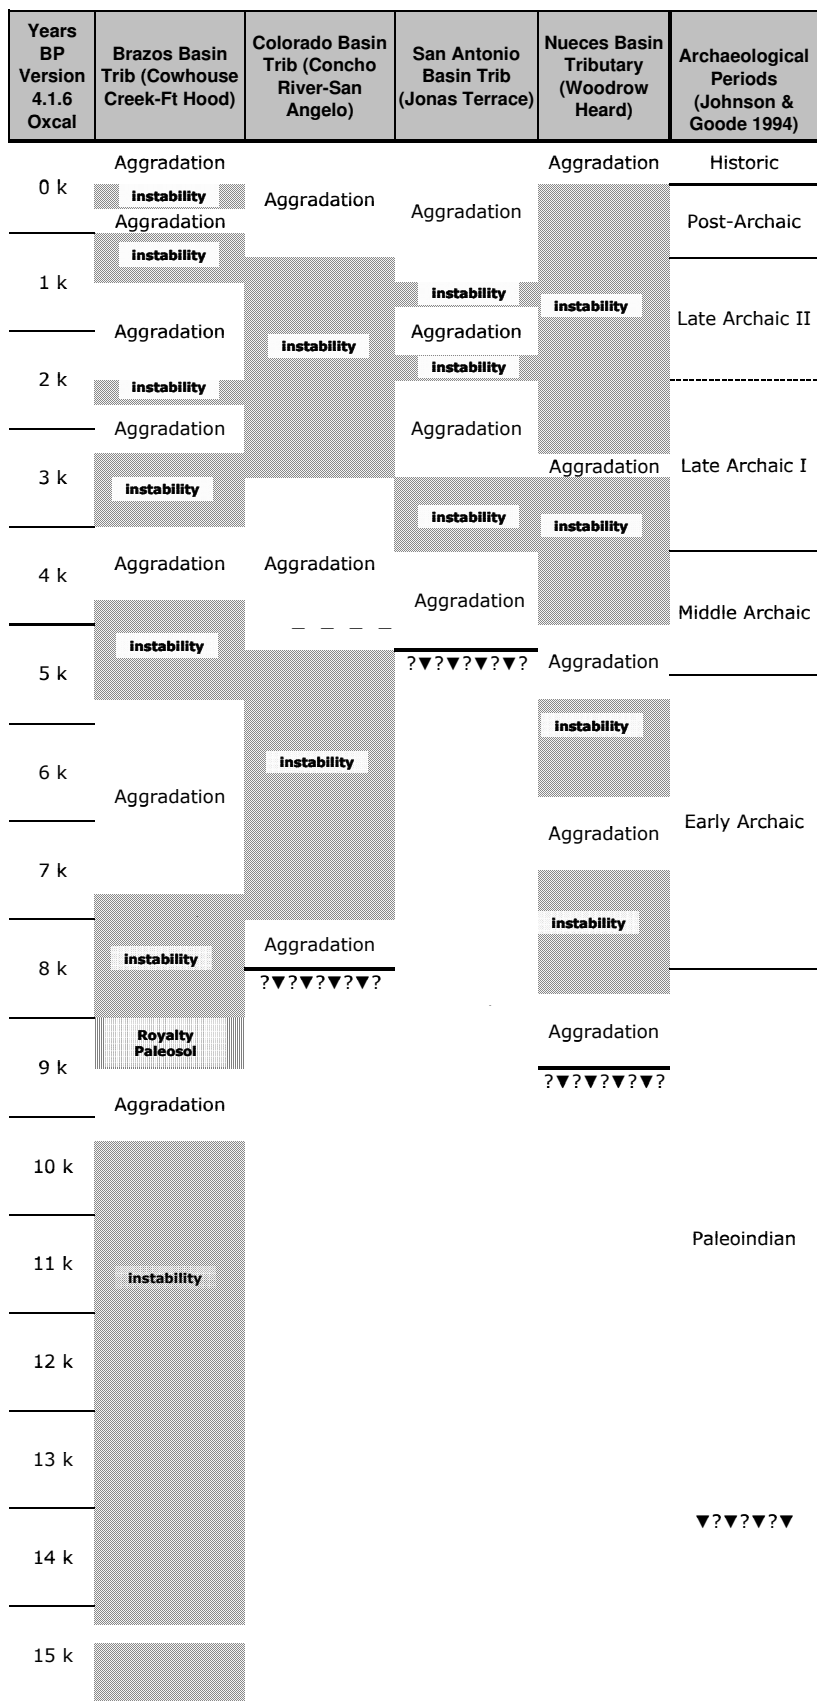 Years
BP
Version
4.1.6
Oxcal
Brazos Basin
Trib (Cowhouse
Creek-Ft Hood)
Colorado Basin
Trib (Concho
River-San
Angelo)
San Antonio
Basin Trib
(Jonas Terrace)
Nueces Basin
Tributary
(Woodrow
Heard)
Archaeological
Periods
(Johnson &
Goode 1994)
0 k
1 k
2 k
3 k
4 k
5 k
6 k
7 k
8 k
9 k
10 k
11 k
12 k
13 k
14 k
15 k
Aggradation
instability
Aggradation
instability
Aggradation
instability
Aggradation
instability
Aggradation
instability
Aggradation
instability
Royalty
Paleosol
Aggradation
instability
Aggradation
instability
Aggradation
instability
Aggradation
?▼?▼?▼?▼?
Aggradation
instability
Aggradation
instability
Aggradation
instability
Aggradation
?▼?▼?▼?▼?
Aggradation
instability
Aggradation
instability
Aggradation
instability
Aggradation
instability
Aggradation
?▼?▼?▼?▼?
Historic
Post-Archaic
Late Archaic II
Late Archaic I
Middle Archaic
Early Archaic
Paleoindian
▼?▼?▼?▼